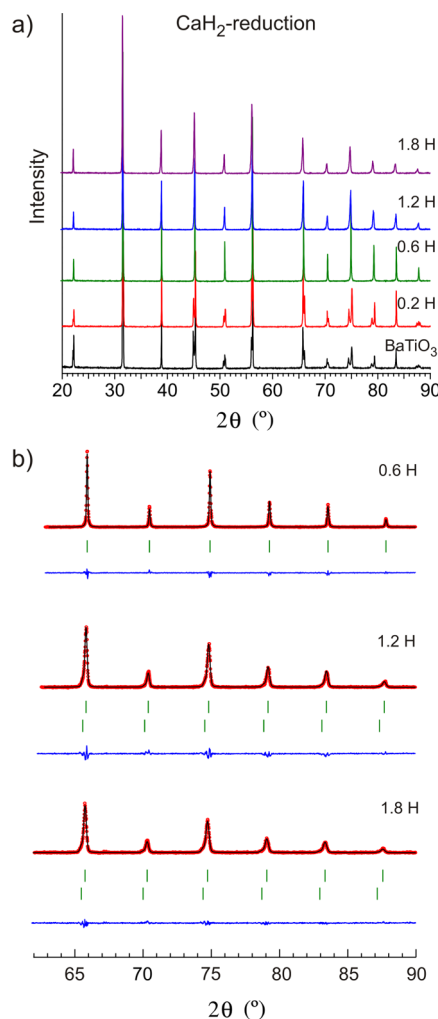 a)
CaH₂-reduction
Intensity
1.8 H
1.2 H
0.6 H
0.2 H
BaTiO₃
20 30 40 50 60 70 80 90
2θ (º)
b)
0.6 H
1.2 H
1.8 H
65 70 75 80 85 90
2θ (º)